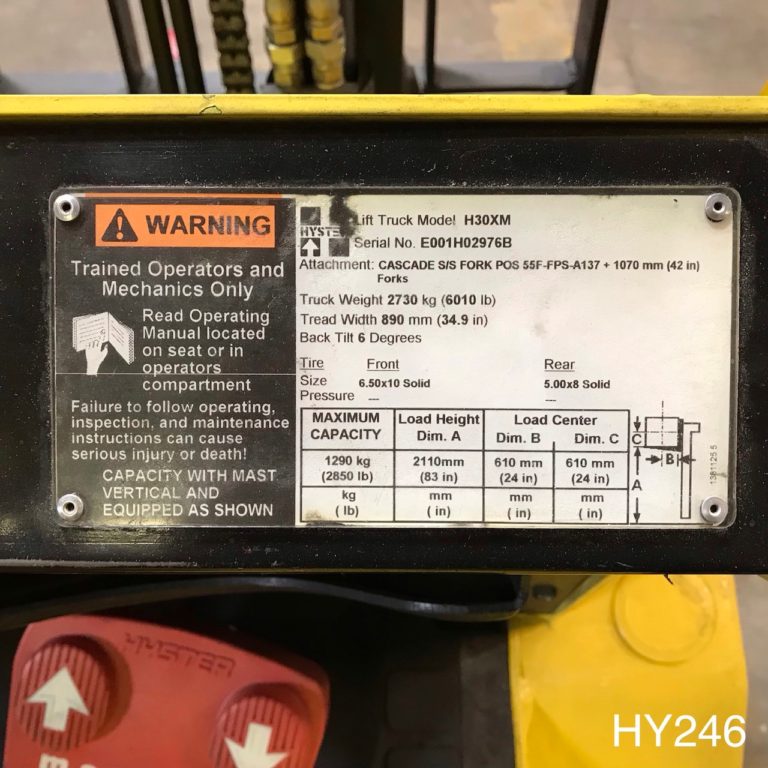 WARNING
Trained Operators and
Mechanics Only
Read Operating
Manual located
on seat or in
operators
compartment
Failure to follow operating,
inspection, and maintenance
instructions can cause
serious injury or death!
CAPACITY WITH MAST
VERTICAL AND
EQUIPPED AS SHOWN
HYSTE
Lift Truck Model H30XM
Serial No. E001H02976B
Attachment: CASCADE S/S FORK POS 55F-FPS-A137 + 1070 mm (42 in)
Forks
Truck Weight 2730 kg (6010 lb)
Tread Width 890 mm (34.9 in)
Back Tilt 6 Degrees
Tire Front Rear
Size 6.50x10 Solid 5.00x8 Solid
Pressure --- ---
MAXIMUM CAPACITY Load Height Dim. A Load Center Dim. B Dim. C
1290 kg 2110mm 610 mm 610 mm
(2850 lb) (83 in) (24 in) (24 in)
kg mm mm mm
( lb) ( in) ( in) ( in)
C
B
A
1381125 5
HYSTER
HY246